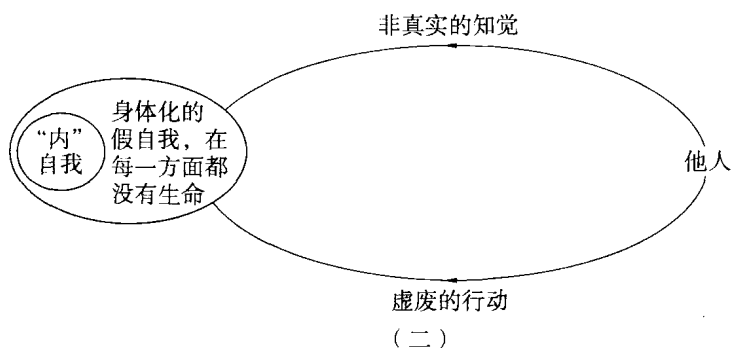 非真实的知觉
“内”
自我
身体化的
假自我，在
每一方面都
没有生命
他人
虚废的行动
（二）